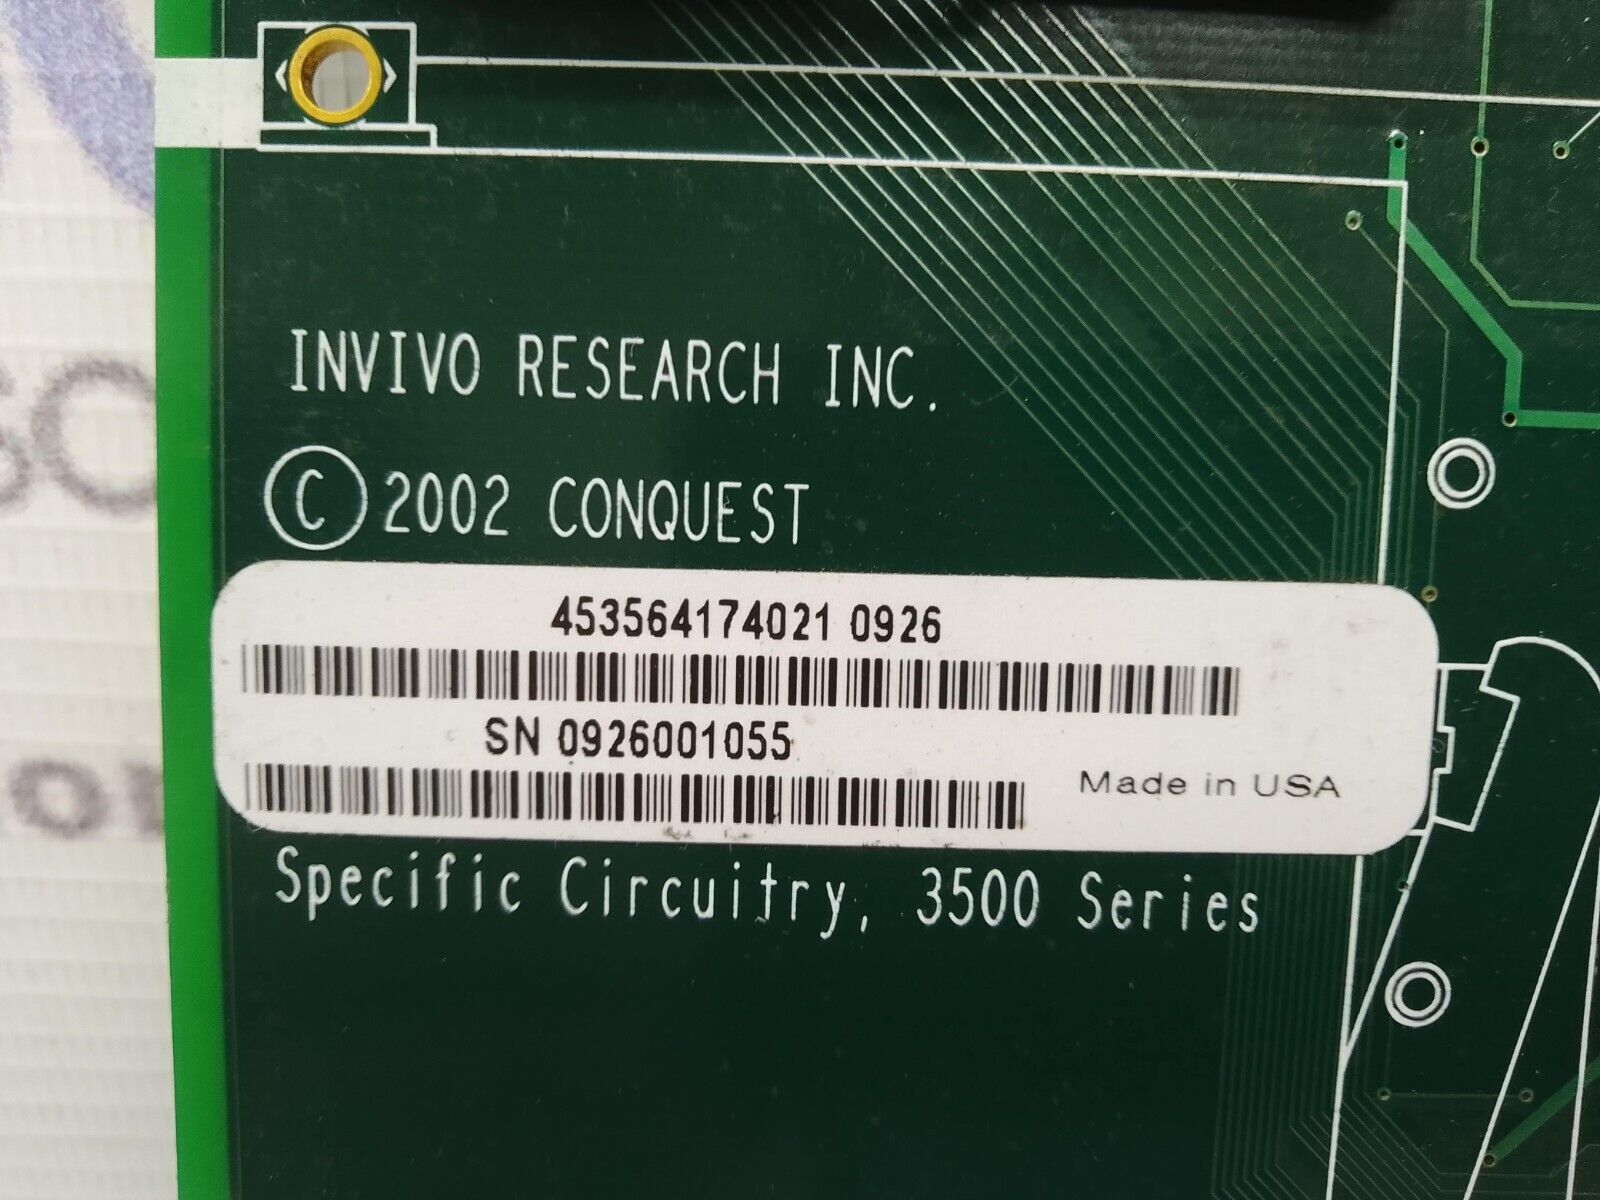 INVIVO RESEARCH INC.
© 2002 CONQUEST
453564174021 0926
SN 0926001055
Made in USA
Specific Circuitry, 3500 Series